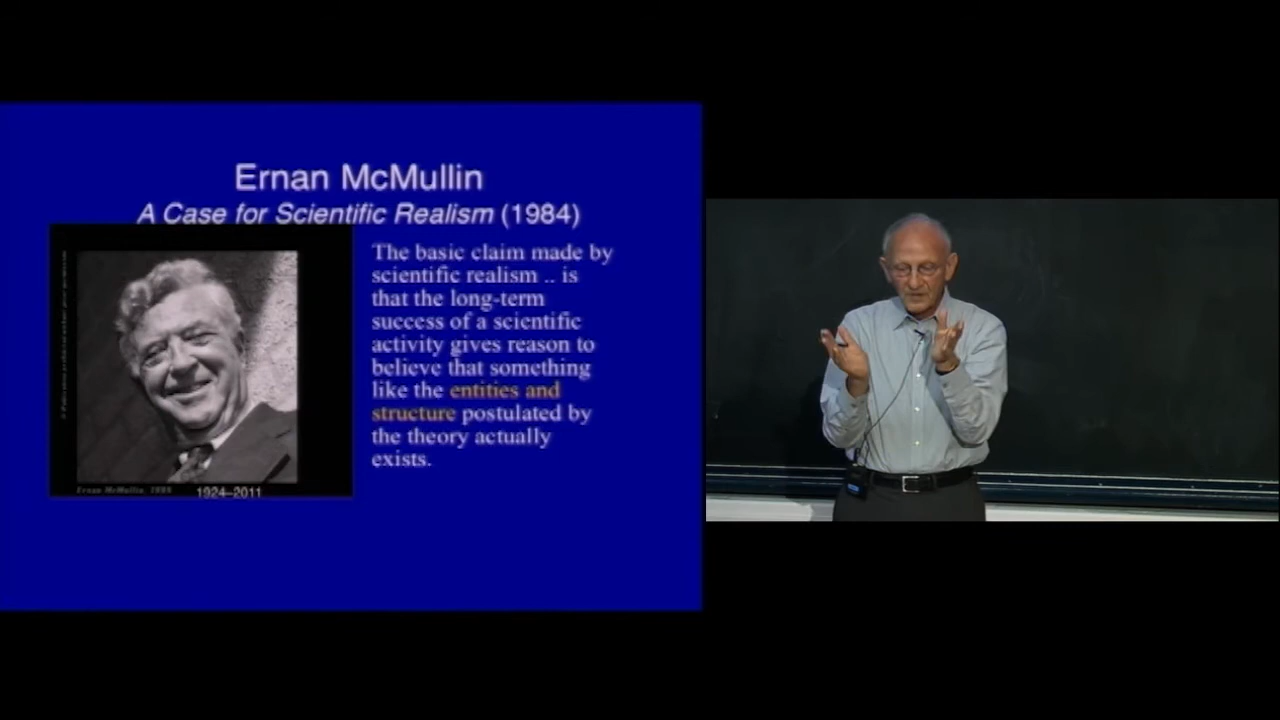 Ernan McMullin
A Case for Scientific Realism (1984)
The basic claim made by
scientific realism .. is
that the long-term
success of a scientific
activity gives reason to
believe that something
like the entities and
structure postulated by
the theory actually
exists.
Ernan McMullin,
1924–2011